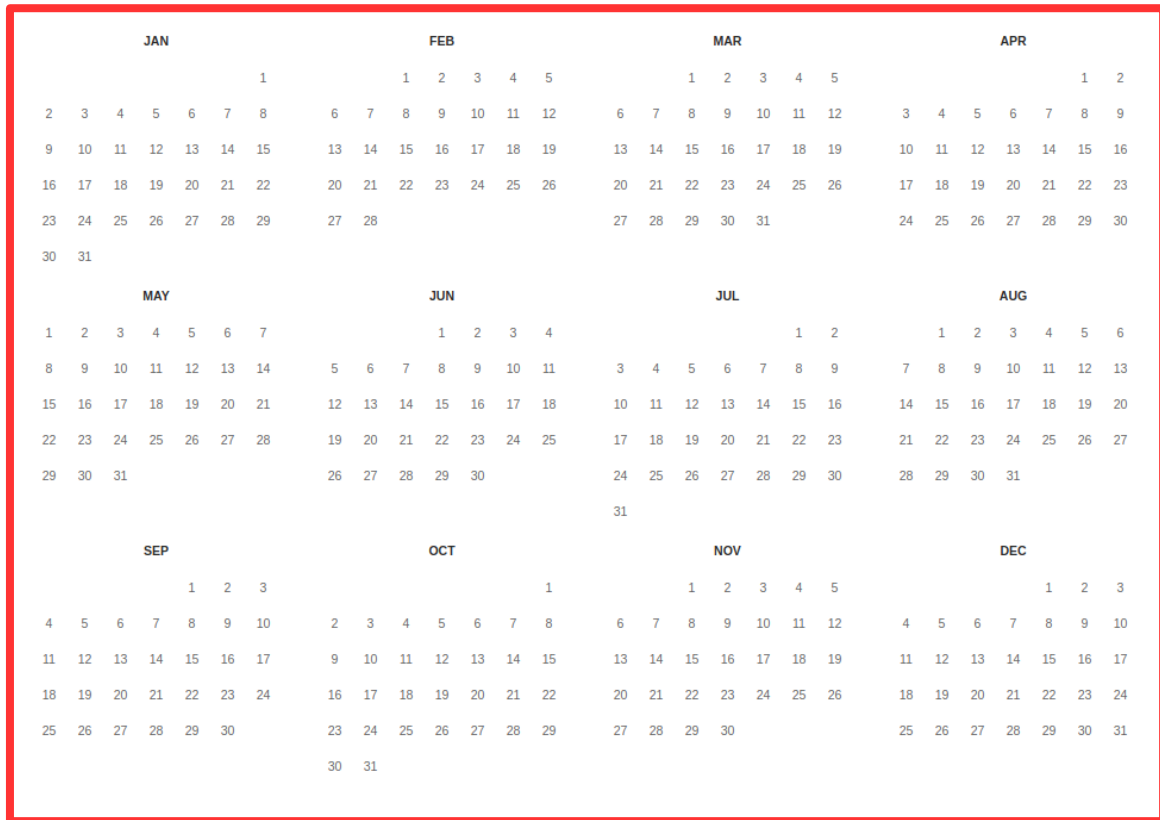 JAN FEB MAR APR
1 1 2 3 4 5 1 2 3 4 5 1 2
2 3 4 5 6 7 8 6 7 8 9 10 11 12 6 7 8 9 10 11 12 3 4 5 6 7 8 9
9 10 11 12 13 14 15 13 14 15 16 17 18 19 13 14 15 16 17 18 19 10 11 12 13 14 15 16
16 17 18 19 20 21 22 20 21 22 23 24 25 26 20 21 22 23 24 25 26 17 18 19 20 21 22 23
23 24 25 26 27 28 29 27 28 27 28 29 30 31 24 25 26 27 28 29 30
30 31
MAY JUN JUL AUG
1 2 3 4 5 6 7 1 2 3 4 1 2 1 2 3 4 5 6
8 9 10 11 12 13 14 5 6 7 8 9 10 11 3 4 5 6 7 8 9 7 8 9 10 11 12 13
15 16 17 18 19 20 21 12 13 14 15 16 17 18 10 11 12 13 14 15 16 14 15 16 17 18 19 20
22 23 24 25 26 27 28 19 20 21 22 23 24 25 17 18 19 20 21 22 23 21 22 23 24 25 26 27
29 30 31 26 27 28 29 30 24 25 26 27 28 29 30 28 29 30 31
31
SEP OCT NOV DEC
1 2 3 1 1 2 3 4 5 1 2 3
4 5 6 7 8 9 10 2 3 4 5 6 7 8 6 7 8 9 10 11 12 4 5 6 7 8 9 10
11 12 13 14 15 16 17 9 10 11 12 13 14 15 13 14 15 16 17 18 19 11 12 13 14 15 16 17
18 19 20 21 22 23 24 16 17 18 19 20 21 22 20 21 22 23 24 25 26 18 19 20 21 22 23 24
25 26 27 28 29 30 23 24 25 26 27 28 29 27 28 29 30 25 26 27 28 29 30 31
30 31